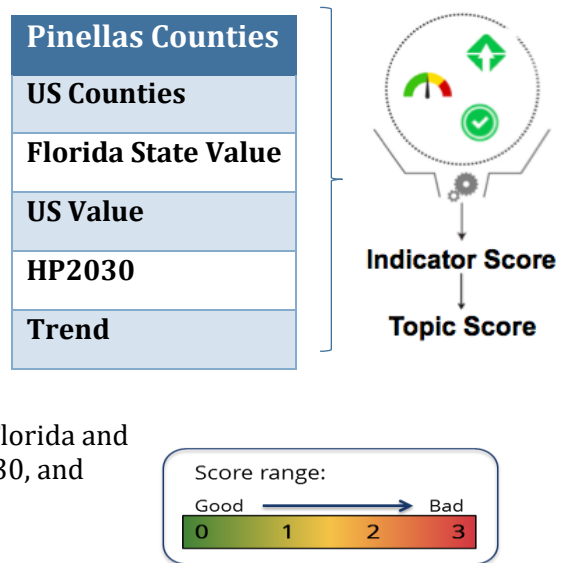 Pinellas Counties
US Counties
Florida State Value
US Value
HP2030
Trend
Indicator Score
Topic Score
lorida and
30, and
Score range:
Good Bad
0 1 2 3